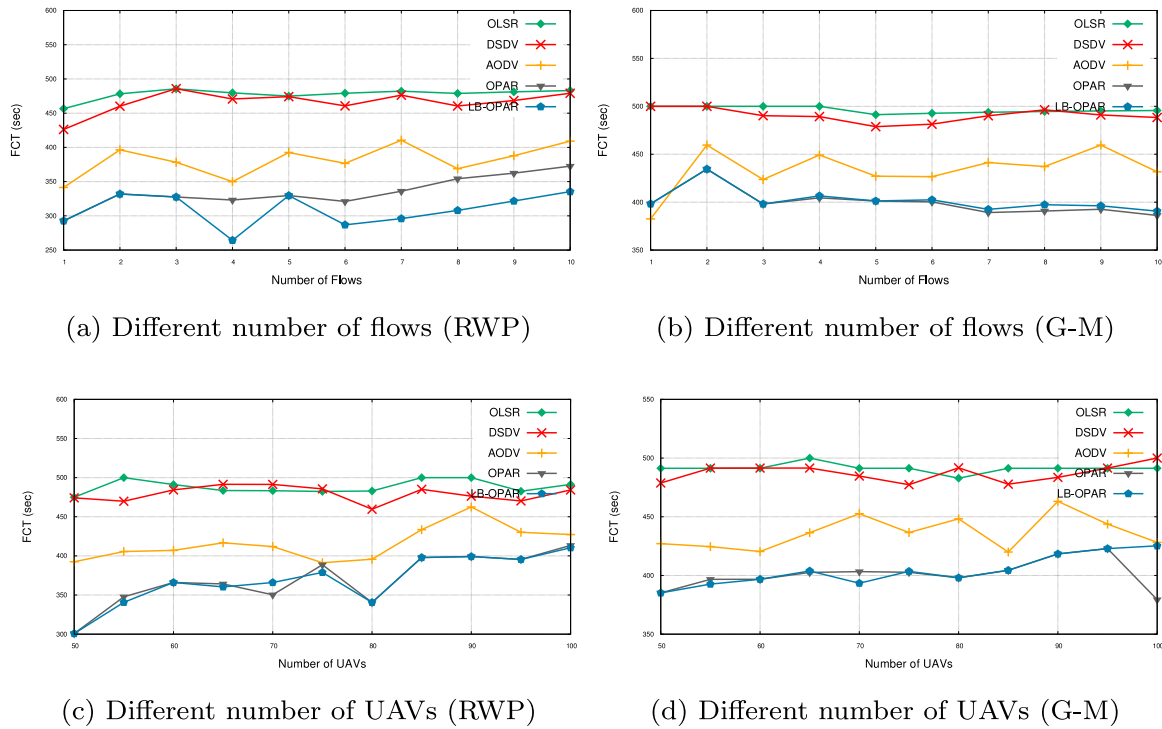 600
550
500
450
400
350
300
250
FCT (sec)
1 2 3 4 5 6 7 8 9 10
Number of Flows
OLSR
DSDV
AODV
OPAR
LB-OPAR
(a) Different number of flows (RWP)
600
550
500
450
400
350
FCT (sec)
1 2 3 4 5 6 7 8 9 10
Number of Flows
OLSR
DSDV
AODV
OPAR
LB-OPAR
(b) Different number of flows (G-M)
600
550
500
450
400
350
300
FCT (sec)
50 60 70 80 90 100
Number of UAVs
OLSR
DSDV
AODV
OPAR
LB-OPAR
(c) Different number of UAVs (RWP)
550
500
450
400
350
FCT (sec)
50 60 70 80 90 100
Number of UAVs
OLSR
DSDV
AODV
OPAR
LB-OPAR
(d) Different number of UAVs (G-M)